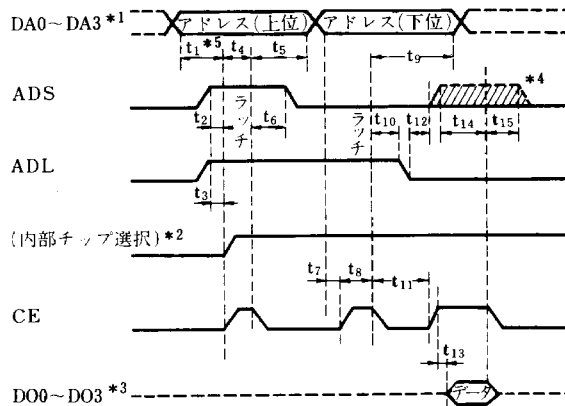 DA0~DA3 *1 アドレス(上位) アドレス(下位)
t1 *5 t4 t5 t9
ADS *4
t2 ラッチ t6 ラッチ t10 t12 t14 t15
ADL
t3
(内部チップ選択) *2
t7 t8 t11
CE
t13
DO0~DO3 *3 データ